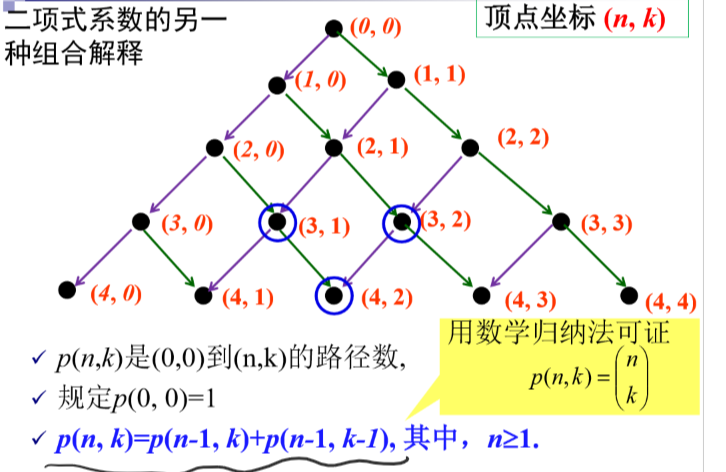 二项式系数的另一
种组合解释
顶点坐标 (n, k)
(0, 0)
(1, 0)
(1, 1)
(2, 0)
(2, 1)
(2, 2)
(3, 0)
(3, 1)
(3, 2)
(3, 3)
(4, 0)
(4, 1)
(4, 2)
(4, 3)
(4, 4)
用数学归纳法可证
p(n,k)=(n k)
✓ p(n,k)是(0,0)到(n,k)的路径数,
✓ 规定p(0, 0)=1
✓ p(n, k)=p(n-1, k)+p(n-1, k-1), 其中，n≥1.